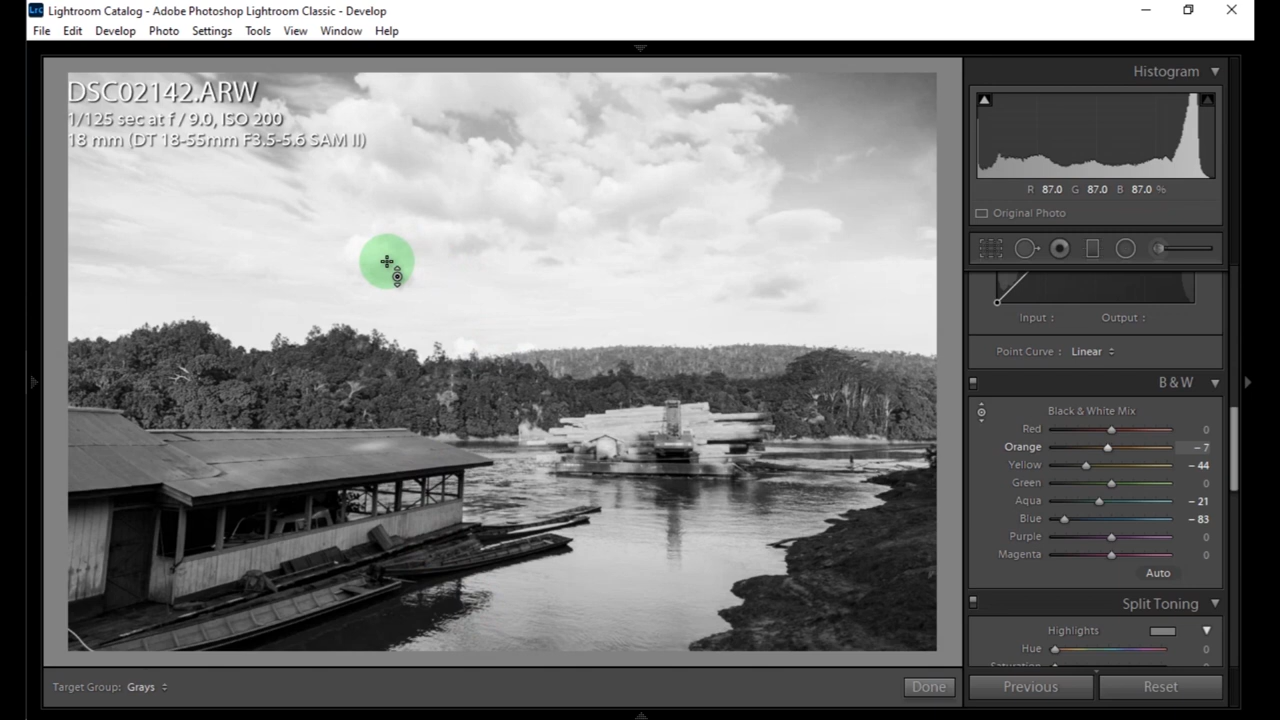 Lrc Lightroom Catalog - Adobe Photoshop Lightroom Classic - Develop
File Edit Develop Photo Settings Tools View Window Help
DSC02142.ARW
1/125 sec at f / 9.0, ISO 200
18 mm (DT 18-55mm F3.5-5.6 SAM II)
Histogram
R 87.0 G 87.0 B 87.0 %
Original Photo
Input : Output :
Point Curve : Linear
B & W
Black & White Mix
Red 0
Orange – 7
Yellow – 44
Green 0
Aqua – 21
Blue – 83
Purple 0
Magenta 0
Auto
Split Toning
Highlights
Hue 0
Saturation
Target Group: Grays
Done
Previous Reset